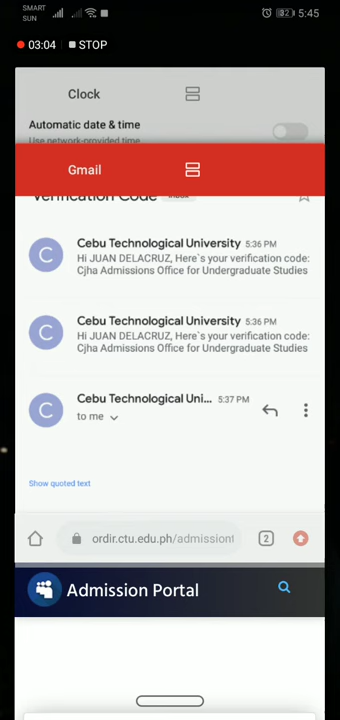 SMART
SUN
32
5:45
03:04
STOP
Clock
Automatic date & time
Use network-provided time
Gmail
Verification Code
Inbox
Cebu Technological University 5:36 PM
Hi JUAN DELACRUZ, Here`s your verification code:
Cjha Admissions Office for Undergraduate Studies
Cebu Technological University 5:36 PM
Hi JUAN DELACRUZ, Here`s your verification code:
Cjha Admissions Office for Undergraduate Studies
Cebu Technological Uni... 5:37 PM
to me
Show quoted text
ordir.ctu.edu.ph/admission
2
Admission Portal
C
C
C